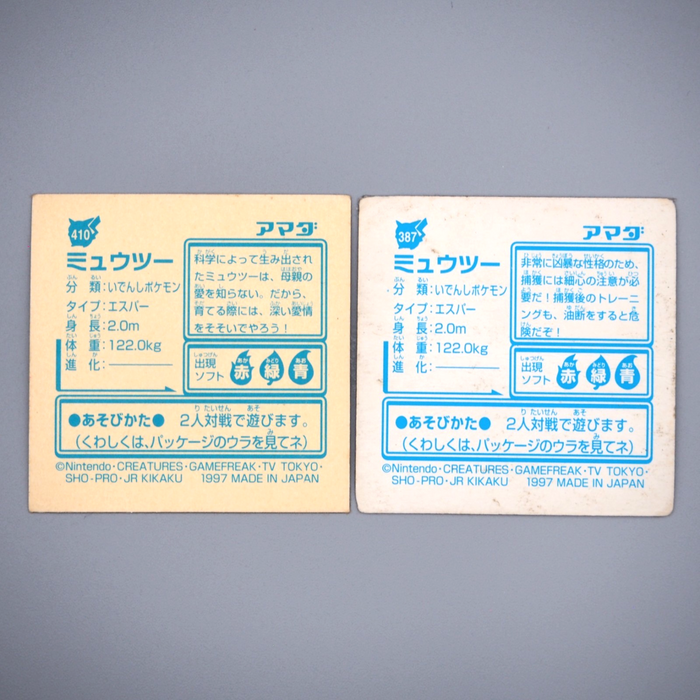 410
アマダ
ミュウツー
分類：いでんしポケモン
タイプ：エスパー
身長：2.0m
体重：122.0kg
進化：―――
科学によって生み出され
たミュウツーは、母親の
愛を知らない。だから、
育てる際には、深い愛情
をそそいでやろう！
出現
ソフト 赤 緑 青
●あそびかた● 2人対戦で遊びます。
（くわしくは、パッケージのウラを見てネ）
©Nintendo・CREATURES・GAMEFREAK・TV TOKYO・
SHO-PRO・JR KIKAKU 1997 MADE IN JAPAN
387
アマダ
ミュウツー
分類：いでんしポケモン
タイプ：エスパー
身長：2.0m
体重：122.0kg
進化：―――
非常に凶暴な性格のため、
捕獲には細心の注意が必
要だ！捕獲後のトレーニ
ングも、油断をすると危
険だぞ！
出現
ソフト 赤 緑 青
●あそびかた● 2人対戦で遊びます。
（くわしくは、パッケージのウラを見てネ）
©Nintendo・CREATURES・GAMEFREAK・TV TOKYO・
SHO-PRO・JR KIKAKU 1997 MADE IN JAPAN